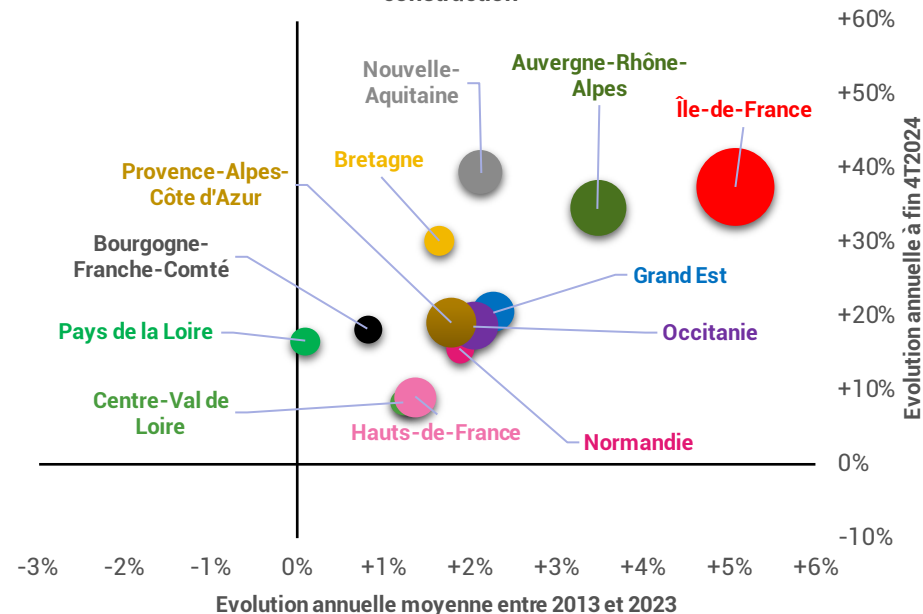 construction
+60%
+50%
+40%
+30%
+20%
+10%
0%
-10%
Evolution annuelle à fin 4T2024
Nouvelle-
Aquitaine
Auvergne-Rhône-
Alpes
Île-de-France
Bretagne
Provence-Alpes-
Côte d'Azur
Bourgogne-
Franche-Comté
Grand Est
Pays de la Loire
Occitanie
Centre-Val de
Loire
Hauts-de-France
Normandie
-3%
-2%
-1%
0%
+1%
+2%
+3%
+4%
+5%
+6%
Evolution annuelle moyenne entre 2013 et 2023